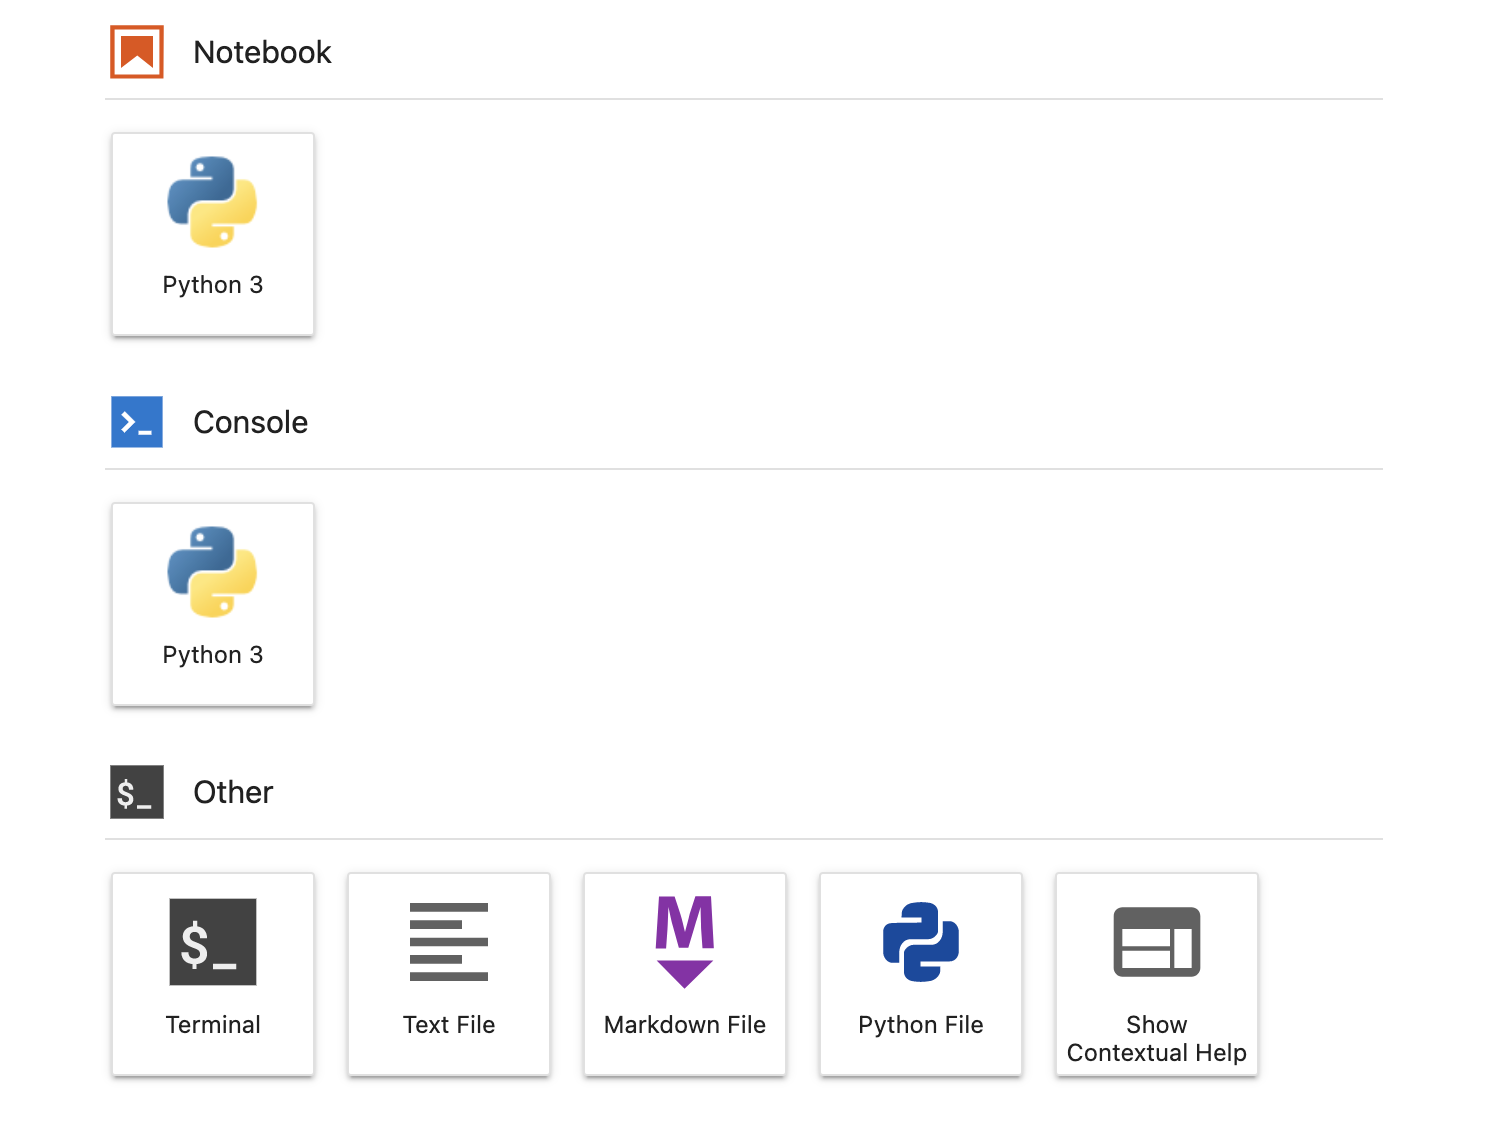 Notebook
Python 3
>_
Console
Python 3
$_
Other
$_
Terminal
Text File
M
Markdown File
Python File
Show
Contextual Help